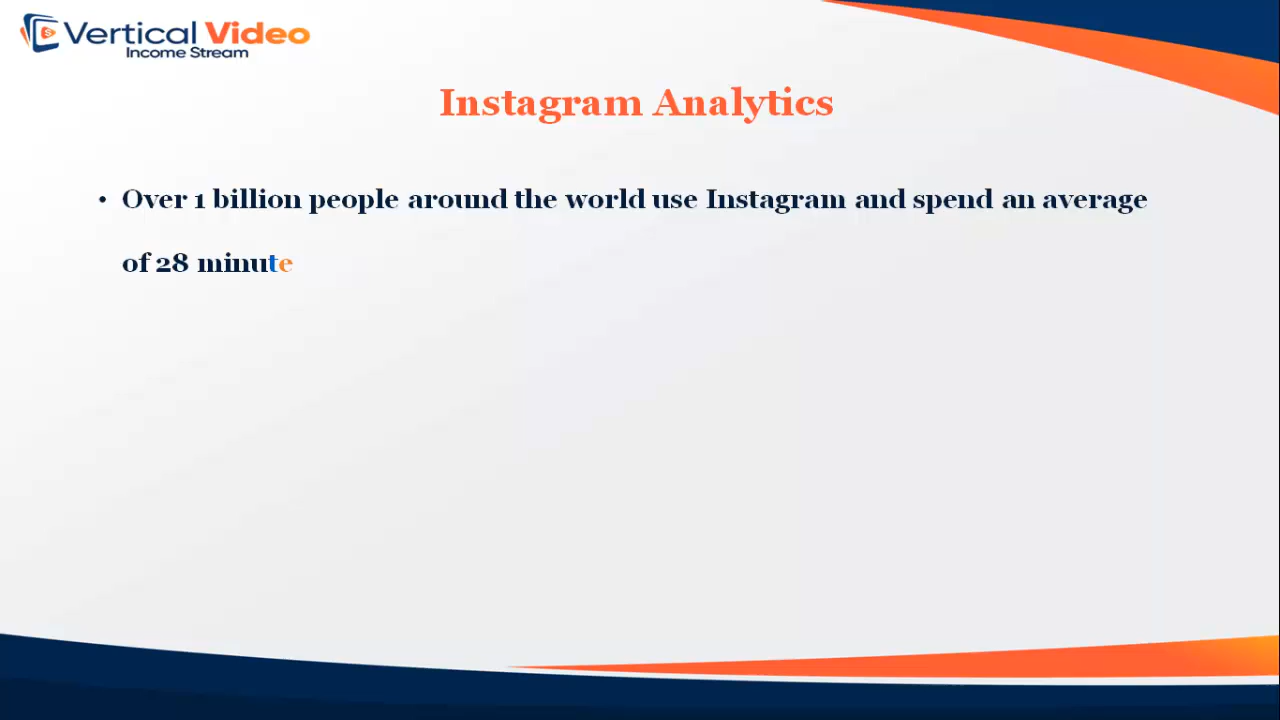 Vertical Video
Income Stream
Instagram Analytics
• Over 1 billion people around the world use Instagram and spend an average
of 28 minute